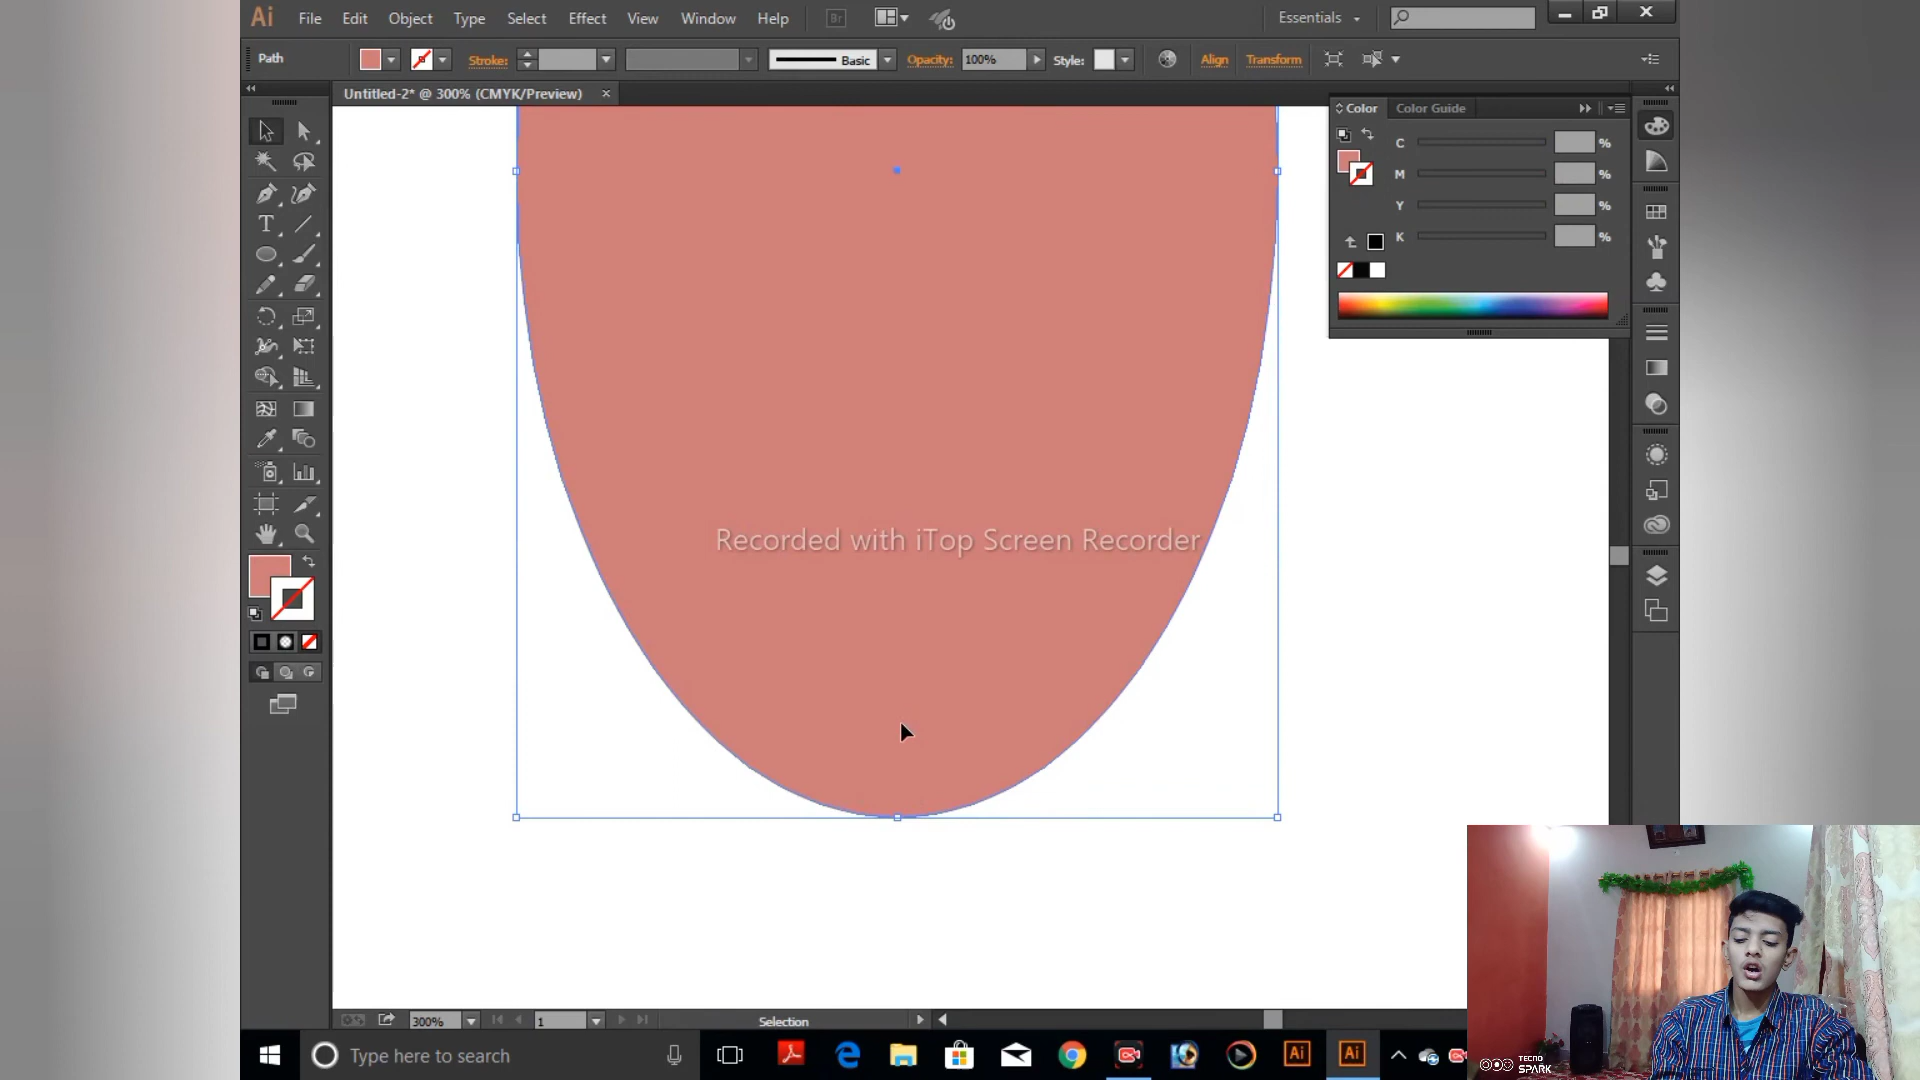 Ai File Edit Object Type Select Effect View Window Help Br Essentials
Path Stroke: Basic Opacity: 100% Style: Align Transform
Untitled-2* @ 300% (CMYK/Preview) ×
Color Color Guide
C %
M %
Y %
K %
T
Recorded with iTop Screen Recorder
300% 1 Selection
Type here to search
Ai Ai
TECNO
SPARK